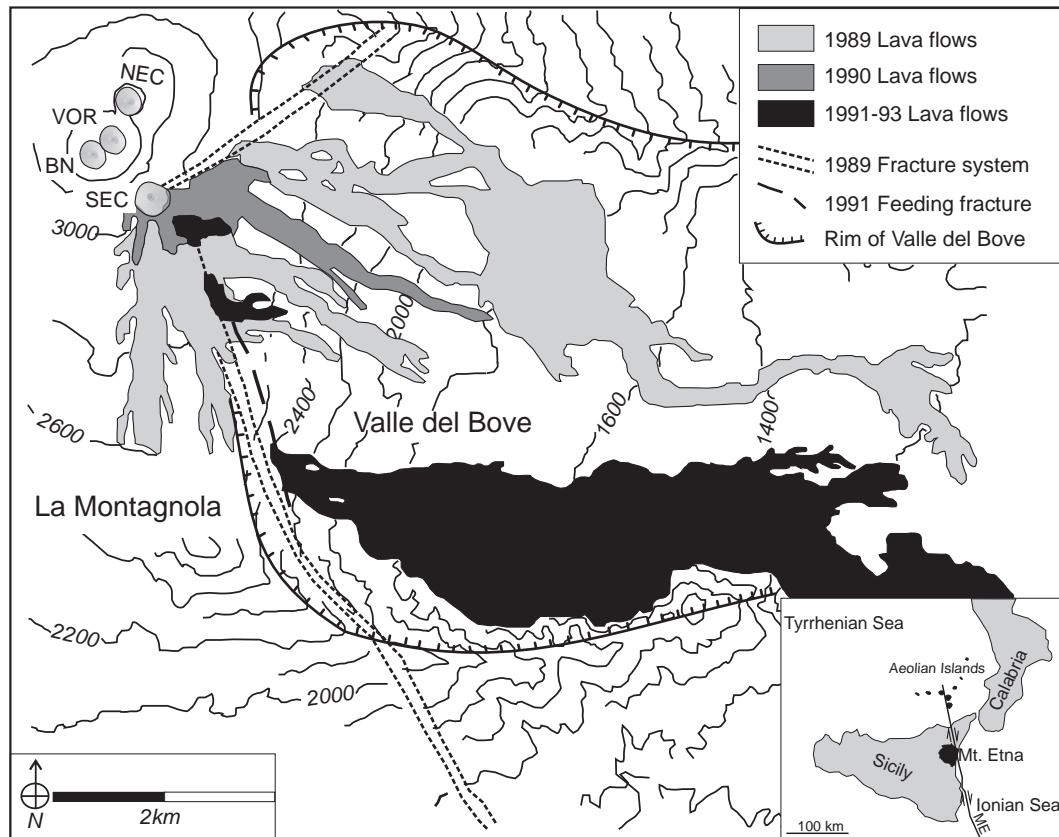 NEC
VOR
BN
SEC
3000
2600
2200
2000
2400
2000
1600
1400
Valle del Bove
La Montagnola
1989 Lava flows
1990 Lava flows
1991-93 Lava flows
1989 Fracture system
1991 Feeding fracture
Rim of Valle del Bove
N
2km
Tyrrhenian Sea
Aeolian Islands
Calabria
Sicily
Mt. Etna
Ionian Sea
ME
100 km